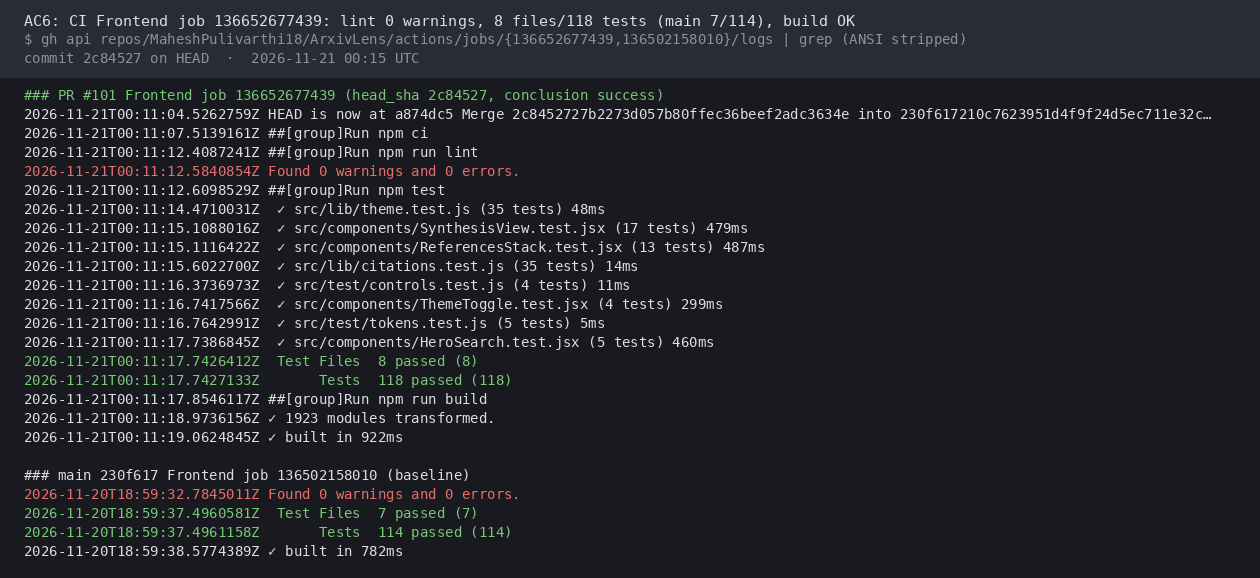 AC6: CI Frontend job 136652677439: lint 0 warnings, 8 files/118 tests (main 7/114), build OK
$ gh api repos/MaheshPulivarthi18/ArxivLens/actions/jobs/{136652677439,136502158010}/logs | grep (ANSI stripped)
commit 2c84527 on HEAD · 2026-11-21 00:15 UTC
### PR #101 Frontend job 136652677439 (head_sha 2c84527, conclusion success)
2026-11-21T00:11:04.5262759Z HEAD is now at a874dc5 Merge 2c8452727b2273d057b80ffec36beef2adc3634e into 230f617210c7623951d4f9f24d5ec711e32c…
2026-11-21T00:11:07.5139161Z ##[group]Run npm ci
2026-11-21T00:11:12.4087241Z ##[group]Run npm run lint
2026-11-21T00:11:12.5840854Z Found 0 warnings and 0 errors.
2026-11-21T00:11:12.6098529Z ##[group]Run npm test
2026-11-21T00:11:14.4710031Z  ✓ src/lib/theme.test.js (35 tests) 48ms
2026-11-21T00:11:15.1088016Z  ✓ src/components/SynthesisView.test.jsx (17 tests) 479ms
2026-11-21T00:11:15.1116422Z  ✓ src/components/ReferencesStack.test.jsx (13 tests) 487ms
2026-11-21T00:11:15.6022700Z  ✓ src/lib/citations.test.js (35 tests) 14ms
2026-11-21T00:11:16.3736973Z  ✓ src/test/controls.test.js (4 tests) 11ms
2026-11-21T00:11:16.7417566Z  ✓ src/components/ThemeToggle.test.jsx (4 tests) 299ms
2026-11-21T00:11:16.7642991Z  ✓ src/test/tokens.test.js (5 tests) 5ms
2026-11-21T00:11:17.7386845Z  ✓ src/components/HeroSearch.test.jsx (5 tests) 460ms
2026-11-21T00:11:17.7426412Z  Test Files  8 passed (8)
2026-11-21T00:11:17.7427133Z       Tests  118 passed (118)
2026-11-21T00:11:17.8546117Z ##[group]Run npm run build
2026-11-21T00:11:18.9736156Z ✓ 1923 modules transformed.
2026-11-21T00:11:19.0624845Z ✓ built in 922ms
### main 230f617 Frontend job 136502158010 (baseline)
2026-11-20T18:59:32.7845011Z Found 0 warnings and 0 errors.
2026-11-20T18:59:37.4960581Z  Test Files  7 passed (7)
2026-11-20T18:59:37.4961158Z       Tests  114 passed (114)
2026-11-20T18:59:38.5774389Z ✓ built in 782ms